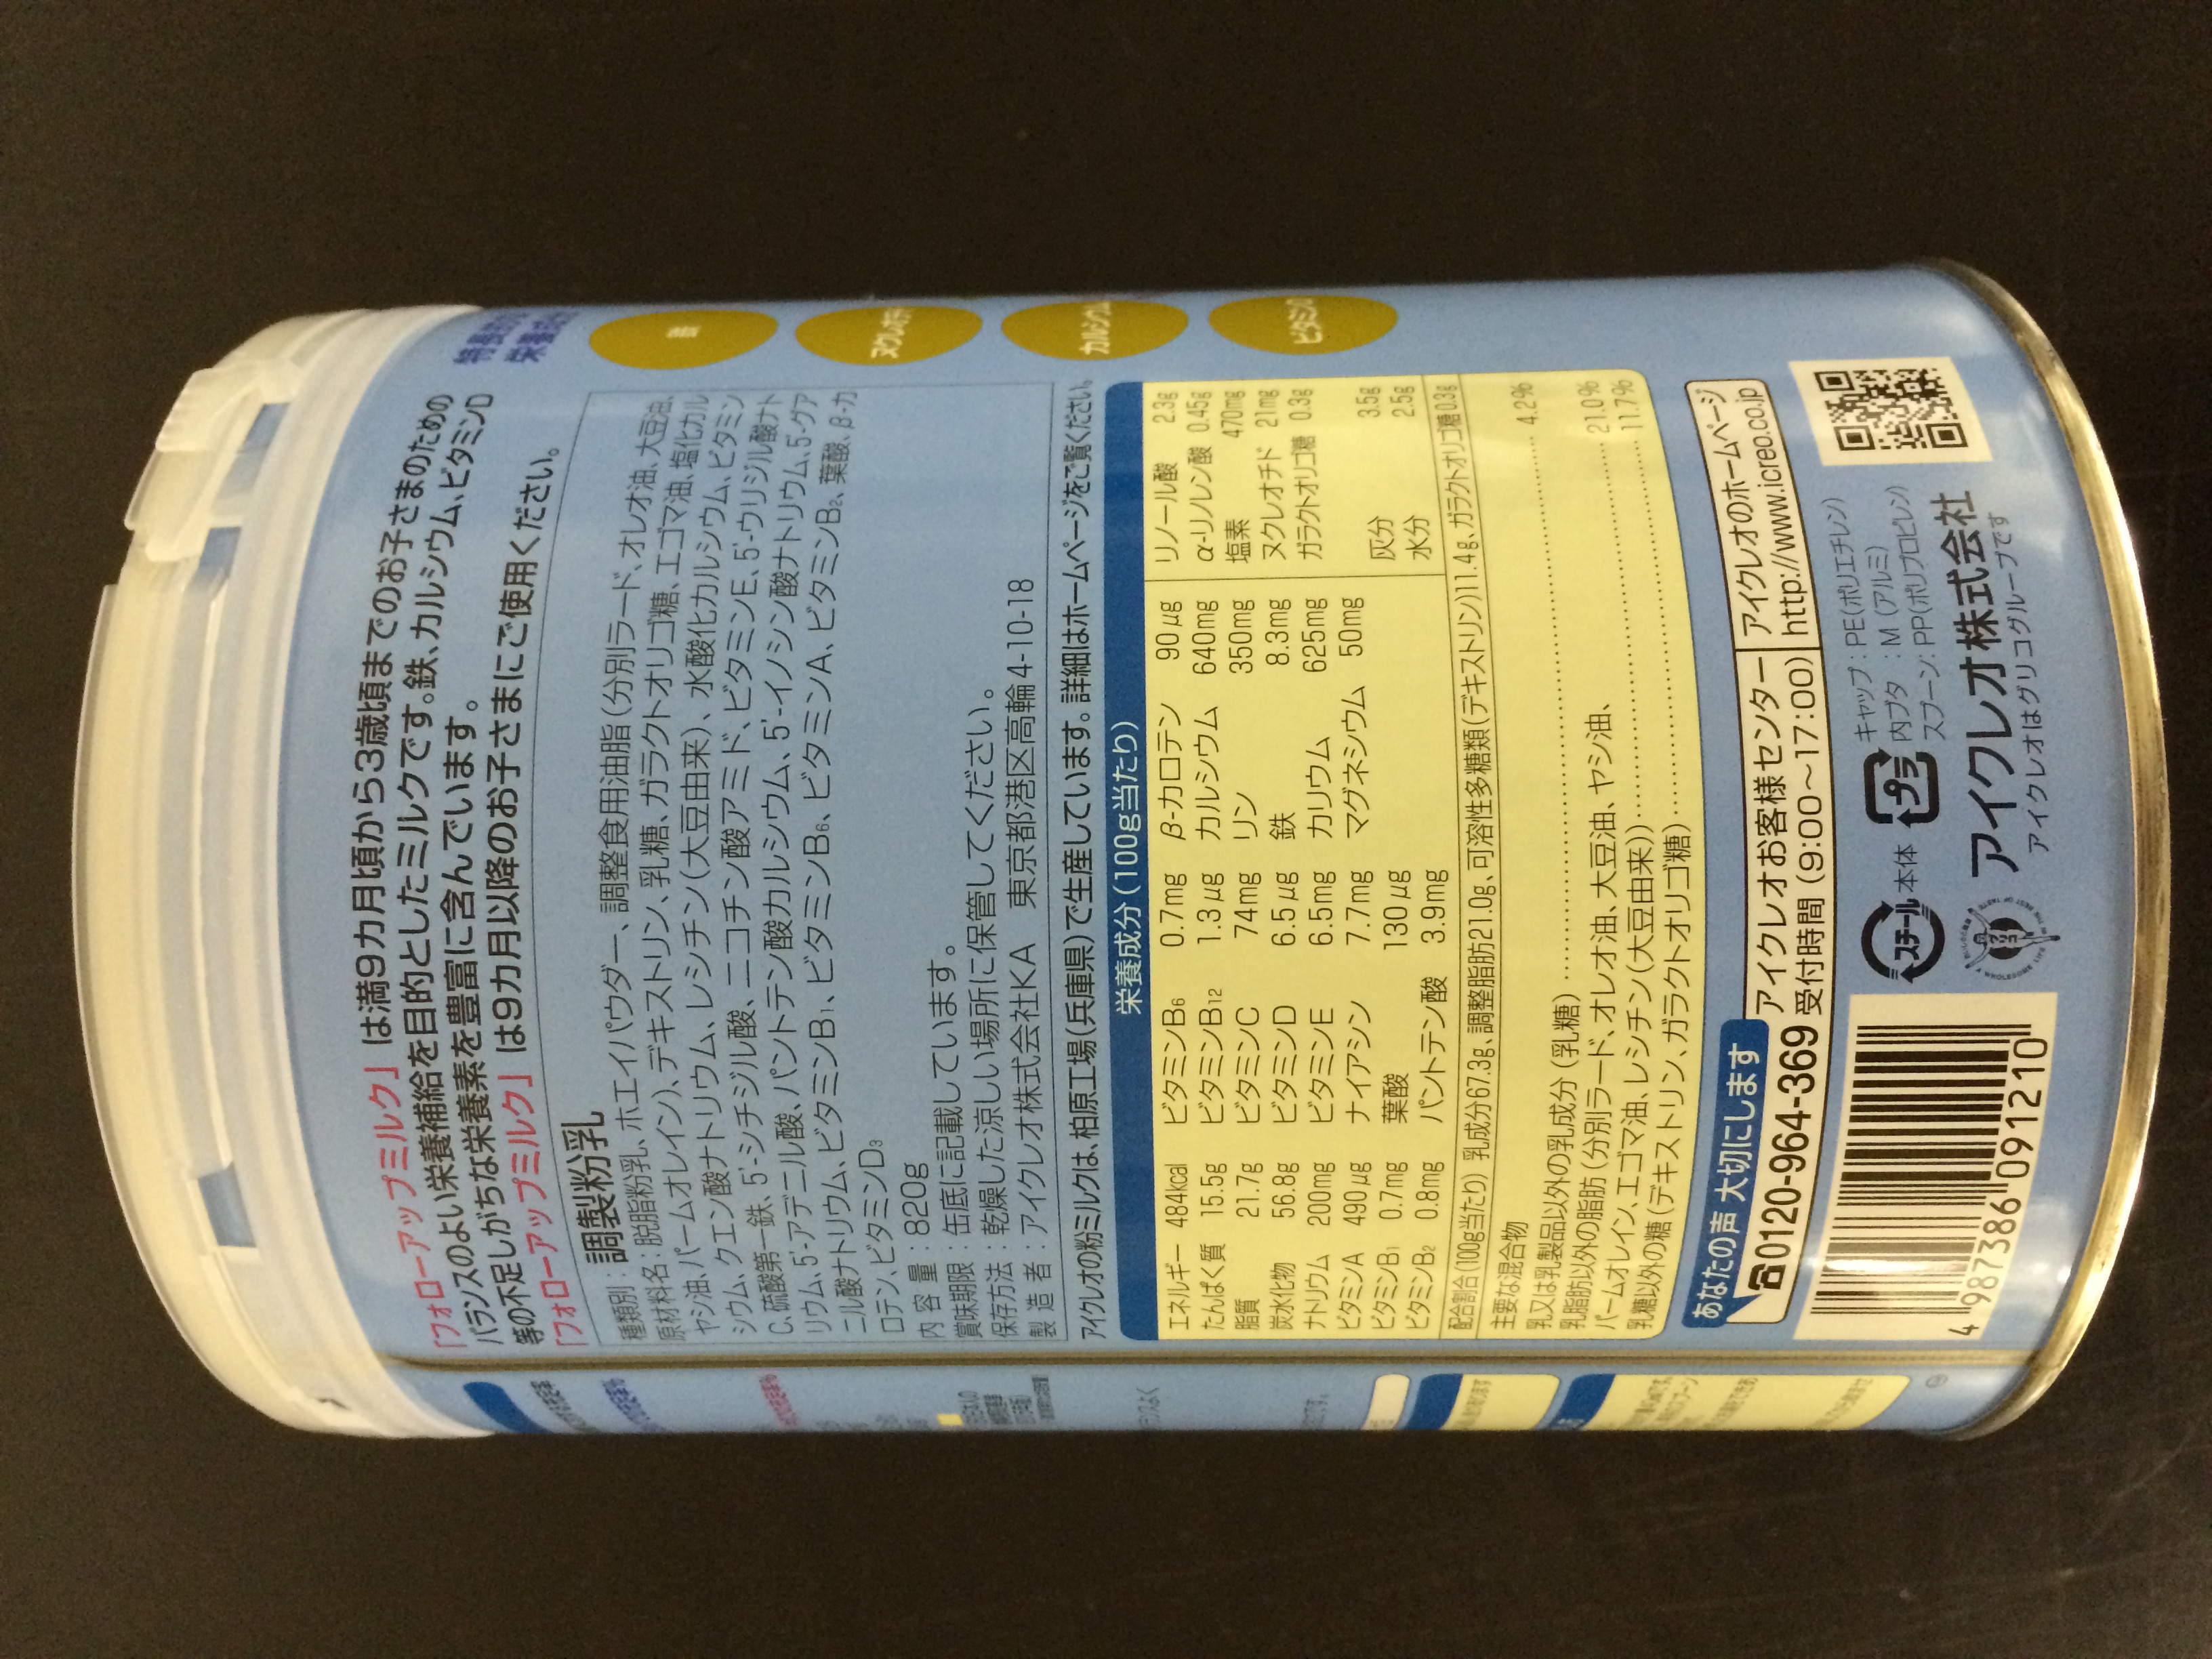 「フォローアップミルク」は満9カ月頃から3歳頃までのお子さまのための
バランスのよい栄養補給を目的としたミルクです。鉄、カルシウム、ビタミンD
等の不足しがちな栄養素を豊富に含んでいます。
「フォローアップミルク」は9カ月以降のお子さまにご使用ください。
種類別：調製粉乳
原材料名：脱脂粉乳、ホエイパウダー、調整食用油脂(分別ラード、オレオ油、大豆油、
ヤシ油、パームオレイン)、デキストリン、乳糖、ガラクトオリゴ糖、エゴマ油、塩化カル
シウム、クエン酸ナトリウム、レシチン(大豆由来)、水酸化カルシウム、ビタミン
C、硫酸第一鉄、5'-シチジル酸、ニコチン酸アミド、ビタミンE、5'-ウリジル酸ナト
リウム、5'-アデニル酸、パントテン酸カルシウム、5'-イノシン酸ナトリウム、5'-グア
ニル酸ナトリウム、ビタミンB1、ビタミンB6、ビタミンA、ビタミンB2、葉酸、β-カ
ロテン、ビタミンD3
内容量：820g
賞味期限：缶底に記載しています。
保存方法：乾燥した涼しい場所に保管してください。
製造者：アイクレオ株式会社KA 東京都港区高輪4-10-18
アイクレオの粉ミルクは、柏原工場(兵庫県)で生産しています。詳細はホームページをご覧ください。
栄養成分(100g当たり)
エネルギー 484kcal ビタミンB6 0.7mg β-カロテン 90μg リノール酸 2.3g
たんぱく質 15.5g ビタミンB12 1.3μg カルシウム 640mg α-リノレン酸 0.45g
脂質 21.7g ビタミンC 74mg リン 350mg 塩素 470mg
炭水化物 56.8g ビタミンD 6.5μg 鉄 8.3mg ヌクレオチド 21mg
ナトリウム 200mg ビタミンE 6.5mg カリウム 625mg ガラクトオリゴ糖 0.3g
ビタミンA 490μg ナイアシン 7.7mg マグネシウム 50mg
ビタミンB1 0.7mg 葉酸 130μg 灰分 3.5g
ビタミンB2 0.8mg パントテン酸 3.9mg 水分 2.5g
配合割合(100g当たり) 乳成分67.3g、調整脂肪21.0g、可溶性多糖類(デキストリン)11.4g、ガラクトオリゴ糖0.3g
主要な混合物
乳又は乳製品以外の乳成分(乳糖)…………4.2%
乳脂肪以外の脂肪(分別ラード、オレオ油、大豆油、ヤシ油、
パームオレイン、エゴマ油、レシチン(大豆由来))…………21.0%
乳糖以外の糖(デキストリン、ガラクトオリゴ糖)…………11.7%
あなたの声 大切にします
☎0120-964-369
アイクレオお客様センター
受付時間(9:00～17:00)
アイクレオのホームページ
http://www.icreo.co.jp
4 987386 091210
スチール 本体
プラ
キャップ：PE(ポリエチレン)
内ブタ：M(アルミ)
スプーン：PP(ポリプロピレン)
グリコ
A WHOLESOME LIFE
アイクレオ株式会社
アイクレオはグリコグループです
鉄
カルシウム
ビタミンD